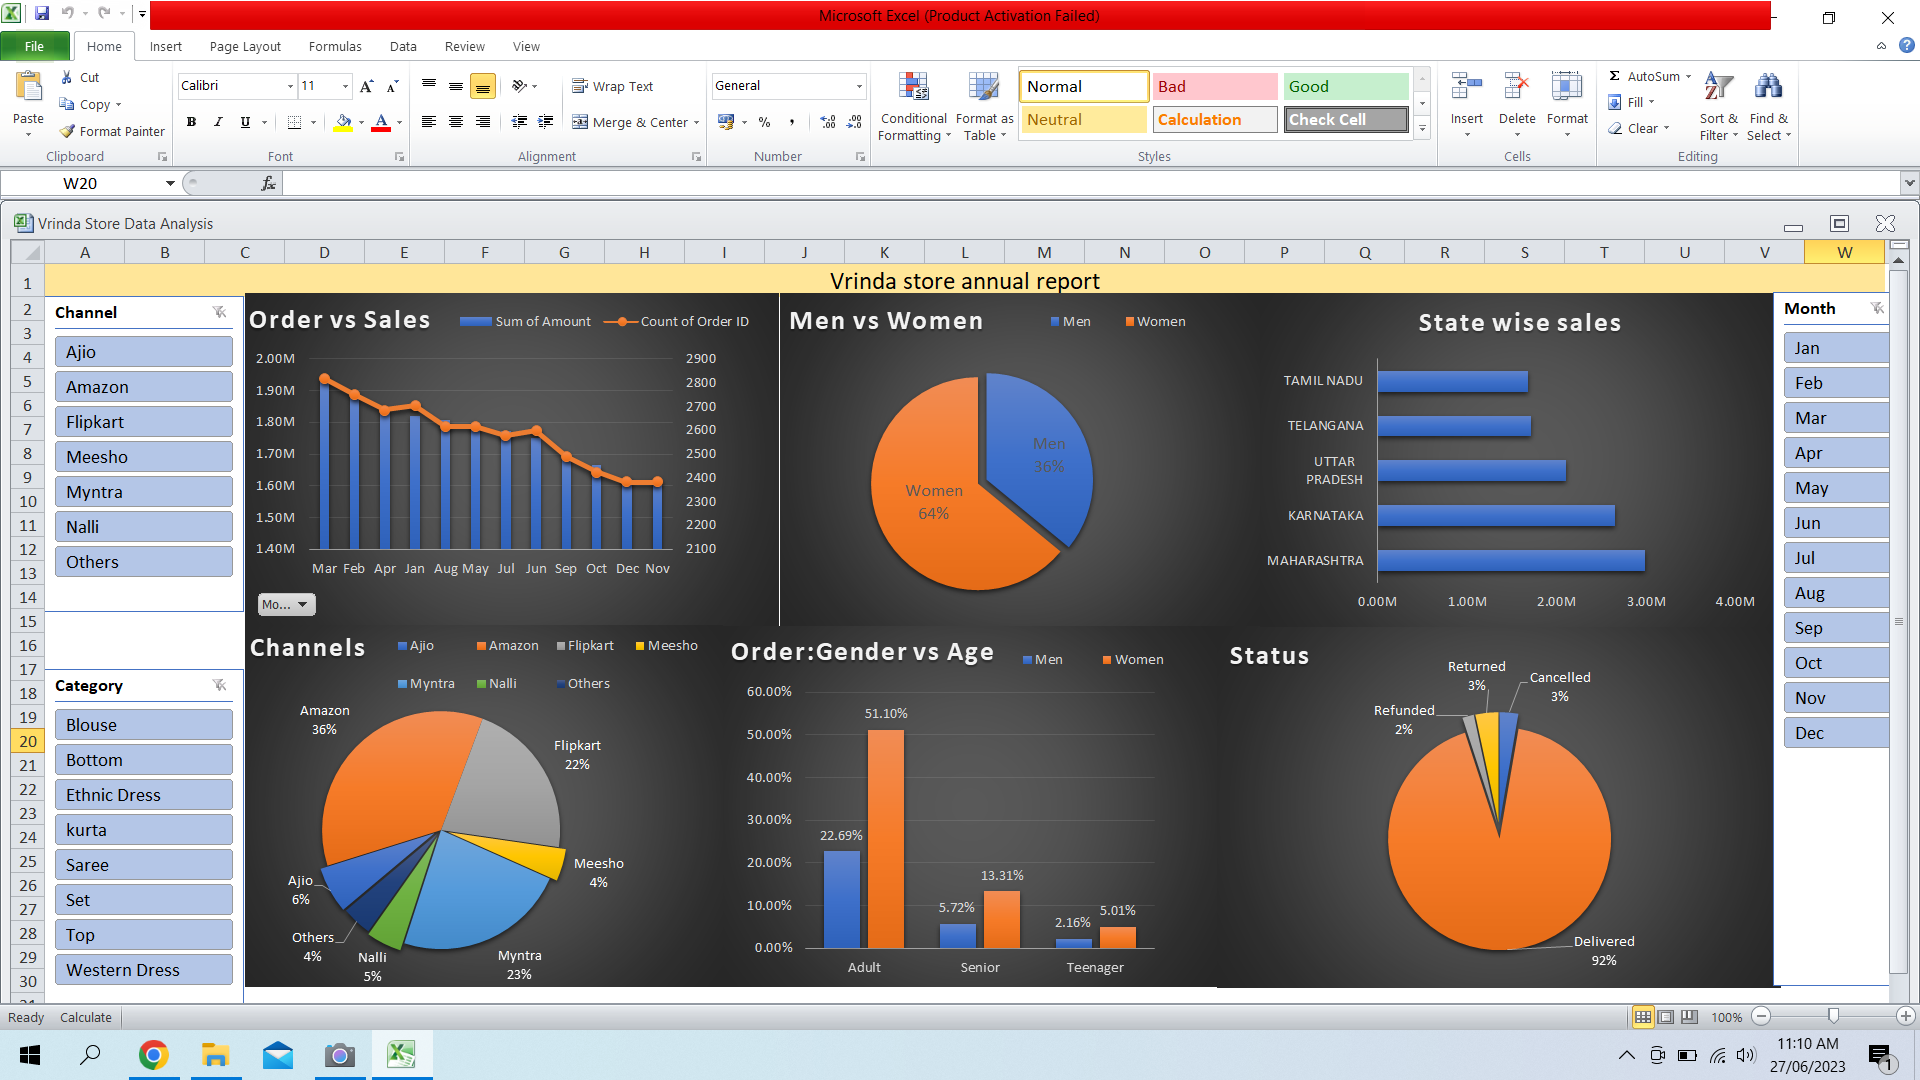 Microsoft Excel (Product Activation Failed)
File Home Insert Page Layout Formulas Data Review View
Paste
Cut
Copy
Format Painter
Clipboard
Calibri 11
B I U
Font
Wrap Text
Merge & Center
Alignment
General
% ,
Number
Conditional Formatting
Format as Table
Normal Bad Good
Neutral Calculation Check Cell
Styles
Insert Delete Format
Cells
Σ AutoSum
Fill
Clear
Sort & Filter
Find & Select
Editing
W20 fx
Vrinda Store Data Analysis
A B C D E F G H I J K L M N O P Q R S T U V W
1 2 3 4 5 6 7 8 9 10 11 12 13 14 15 16 17 18 19 20 21 22 23 24 25 26 27 28 29 30
Vrinda store annual report
Channel
Ajio
Amazon
Flipkart
Meesho
Myntra
Nalli
Others
Category
Blouse
Bottom
Ethnic Dress
kurta
Saree
Set
Top
Western Dress
Order vs Sales
Sum of Amount Count of Order ID
2.00M
1.90M
1.80M
1.70M
1.60M
1.50M
1.40M
2900
2800
2700
2600
2500
2400
2300
2200
2100
Mar Feb Apr Jan Aug May Jul Jun Sep Oct Dec Nov
Mo...
Men vs Women
Men Women
Men
36%
Women
64%
State wise sales
TAMIL NADU
TELANGANA
UTTAR
PRADESH
KARNATAKA
MAHARASHTRA
0.00M 1.00M 2.00M 3.00M 4.00M
Month
Jan
Feb
Mar
Apr
May
Jun
Jul
Aug
Sep
Oct
Nov
Dec
Channels
Ajio Amazon Flipkart Meesho
Myntra Nalli Others
Amazon
36%
Flipkart
22%
Meesho
4%
Ajio
6%
Others
4%
Nalli
5%
Myntra
23%
Order:Gender vs Age
Men Women
60.00%
50.00%
40.00%
30.00%
20.00%
10.00%
0.00%
51.10%
22.69%
13.31%
5.72%
5.01%
2.16%
Adult Senior Teenager
Status
Returned
3%
Cancelled
3%
Refunded
2%
Delivered
92%
Ready Calculate
100%
11:10 AM
27/06/2023
1